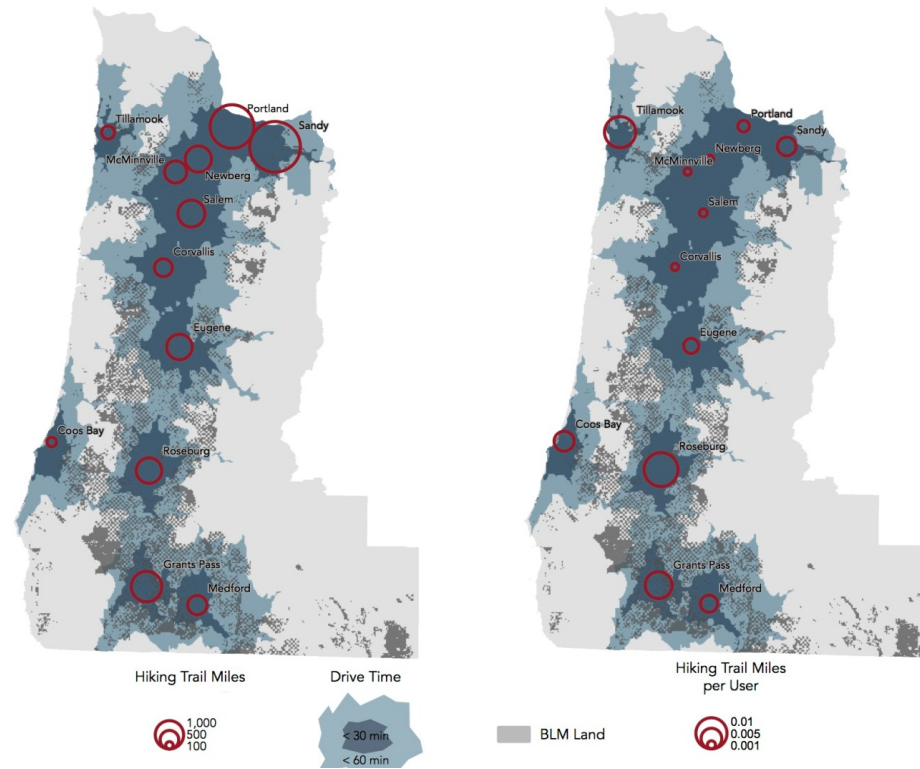 Portland
Tillamook
Sandy
McMinnville
Newberg
Salem
Corvallis
Eugene
Coos Bay
Roseburg
Grants Pass
Medford
Hiking Trail Miles
1,000
500
100
Drive Time
< 30 min
< 60 min
Tillamook
Portland
Sandy
Newberg
McMinnville
Salem
Corvallis
Eugene
Coos Bay
Roseburg
Grants Pass
Medford
BLM Land
Hiking Trail Miles
per User
0.01
0.005
0.001